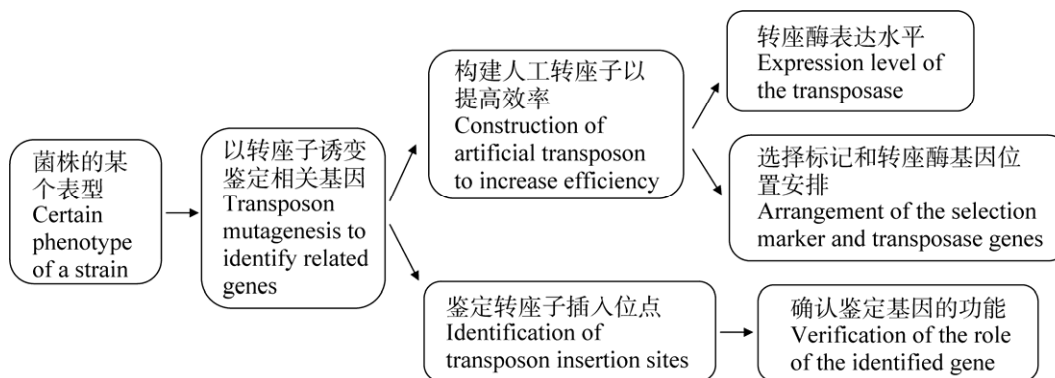 菌株的某
个表型
Certain
phenotype
of a strain
以转座子诱变
鉴定相关基因
Transposon
mutagenesis to
identify related
genes
构建人工转座子以
提高效率
Construction of
artificial transposon
to increase efficiency
转座酶表达水平
Expression level of
the transposase
选择标记和转座酶基因位
置安排
Arrangement of the selection
marker and transposase genes
鉴定转座子插入位点
Identification of
transposon insertion sites
确认鉴定基因的功能
Verification of the role
of the identified gene